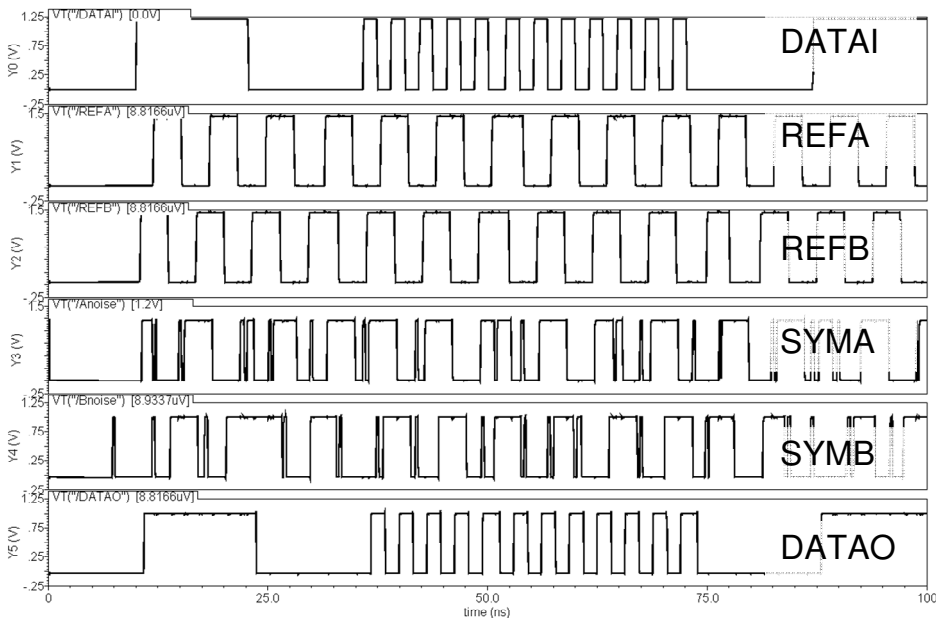 VT("/DATAI") [0.0V]
1.25
.75
.25
-.25
Y0 (V)
DATAI
VT("/REFA") [8.8166uV]
1.5
-.25
Y1 (V)
REFA
VT("/REFB") [8.8166uV]
1.5
-.25
Y2 (V)
REFB
VT("/Anoise") [1.2V]
1.5
-.25
Y3 (V)
SYMA
VT("/Bnoise") [8.9337uV]
1.25
.75
.25
-.25
Y4 (V)
SYMB
VT("/DATAO") [8.8166uV]
1.25
.75
.25
-.25
Y5 (V)
DATAO
0 25.0 50.0 75.0 100
time (ns)